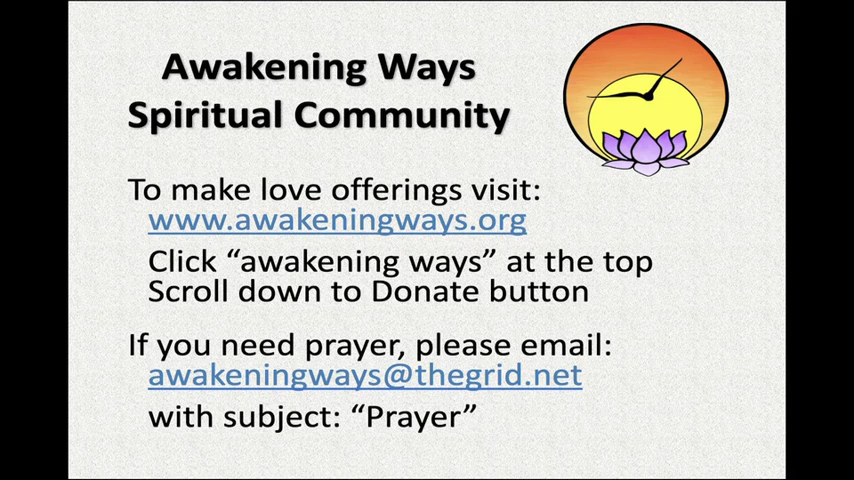 Awakening Ways
Spiritual Community
To make love offerings visit:
www.awakeningways.org
Click “awakening ways” at the top
Scroll down to Donate button
If you need prayer, please email:
awakeningways@thegrid.net
with subject: “Prayer”